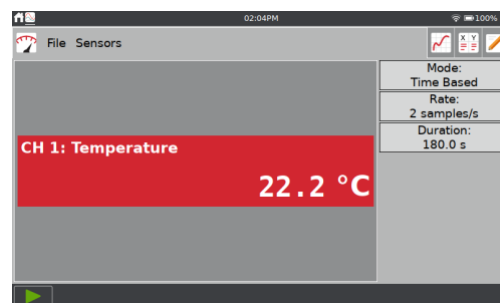 02:04PM
100%
File Sensors
X Y
Mode:
Time Based
Rate:
2 samples/s
Duration:
180.0 s
CH 1: Temperature
22.2 °C